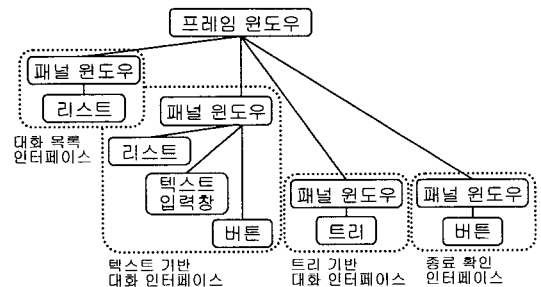 프레임 윈도우
패널 윈도우
리스트
대화 목록
인터페이스
패널 윈도우
리스트
텍스트
입력창
버튼
텍스트 기반
대화 인터페이스
패널 윈도우
트리
트리 기반
대화 인터페이스
패널 윈도우
버튼
종료 확인
인터페이스